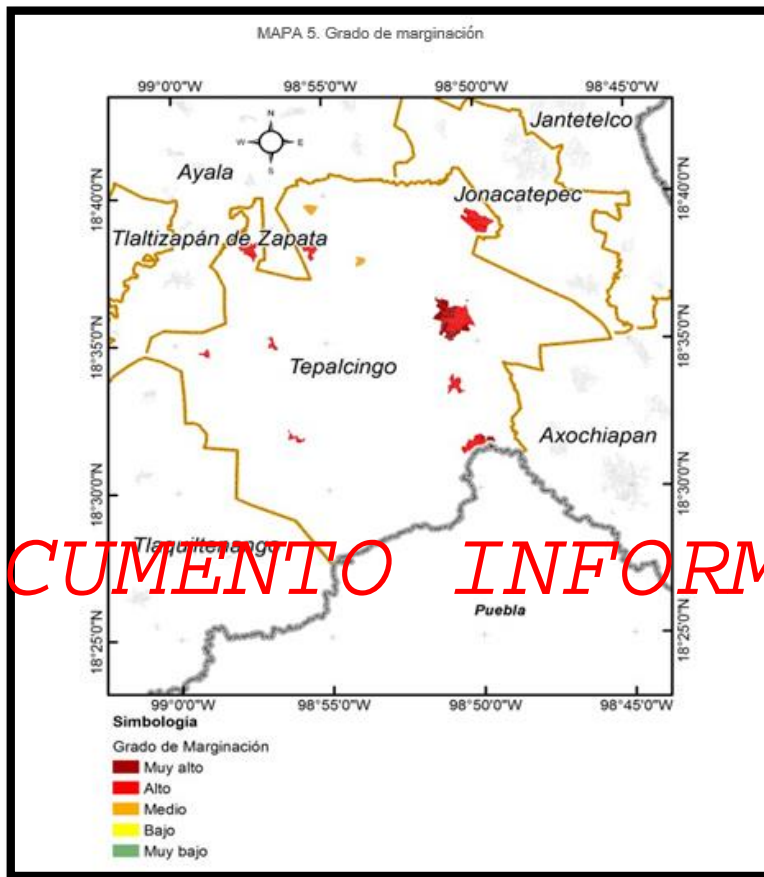 MAPA 5. Grado de marginación
99°0'0"W 98°55'0"W 98°50'0"W 98°45'0"W
N
W E
S
Jantetelco
Ayala
18°40'0"N
18°40'0"N
Jonacatepec
Tlaltizapán de Zapata
18°35'0"N
18°35'0"N
Tepalcingo
Axochiapan
18°30'0"N
18°30'0"N
Tlaquiltenango
CUMENTO INFORM
Puebla
18°25'0"N
18°25'0"N
99°0'0"W 98°55'0"W 98°50'0"W 98°45'0"W
Simbología
Grado de Marginación
Muy alto
Alto
Medio
Bajo
Muy bajo